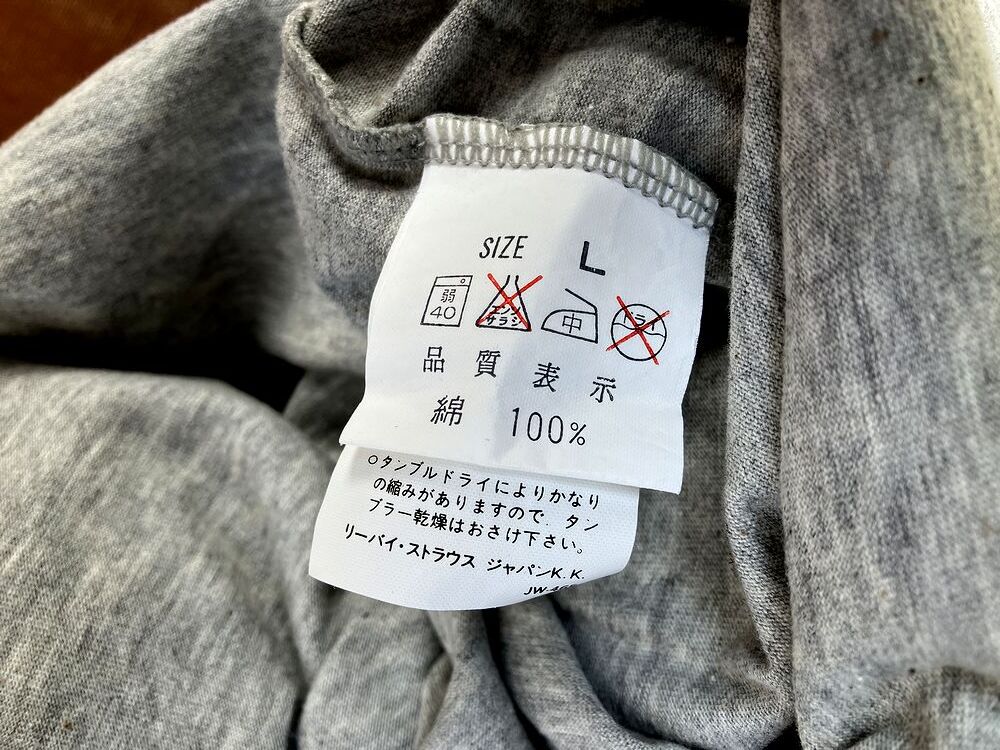 SIZE L
弱 40 エンソサラシ 中 ドライ
品質表示
綿 100%
○タンブルドライによりかなり
の縮みがありますので、タン
ブラー乾燥はおさけ下さい。
リーバイ・ストラウス ジャパンK.K.